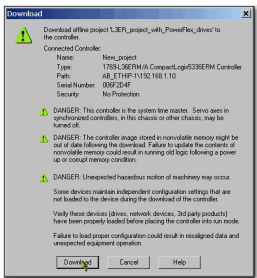 Download
Download offline project 'L3ER_project_with_PowerFlex_drives' to
the controller.
Connected Controller:
Name: New_project
Type: 1769-L36ERM/A CompactLogix5336ERM Controller
Path: AB_ETHIP-1\192.168.1.10
Serial Number: 006F2D4F
Security: No Protection
DANGER: This controller is the system time master. Servo axes in
synchronized controllers, in this chassis or other chassis, may be
turned off.
DANGER: The controller image stored in nonvolatile memory might be
out of date following the download. Failure to update the contents of
nonvolatile memory could result in running old logic following a power
up or corrupt memory condition.
DANGER: Unexpected hazardous motion of machinery may occur.
Some devices maintain independent configuration settings that are
not loaded to the device during the download of the controller.
Verify these devices (drives, network devices, 3rd party products)
have been properly loaded before placing the controller into run mode.
Failure to load proper configuration could result in misaligned data and
unexpected equipment operation.
Download Cancel Help